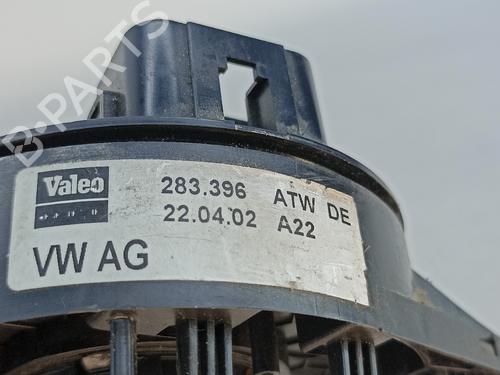 B-PARTS
Valeo 283.396 ATW DE
22.04.02 A22
VW AG